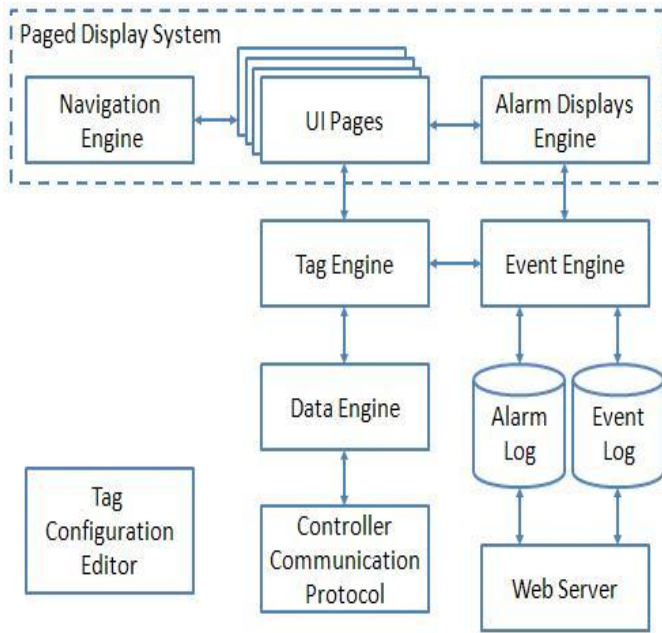 Paged Display System
Navigation
Engine
UI Pages
Alarm Displays
Engine
Tag Engine
Event Engine
Data Engine
Alarm
Log
Event
Log
Tag
Configuration
Editor
Controller
Communication
Protocol
Web Server